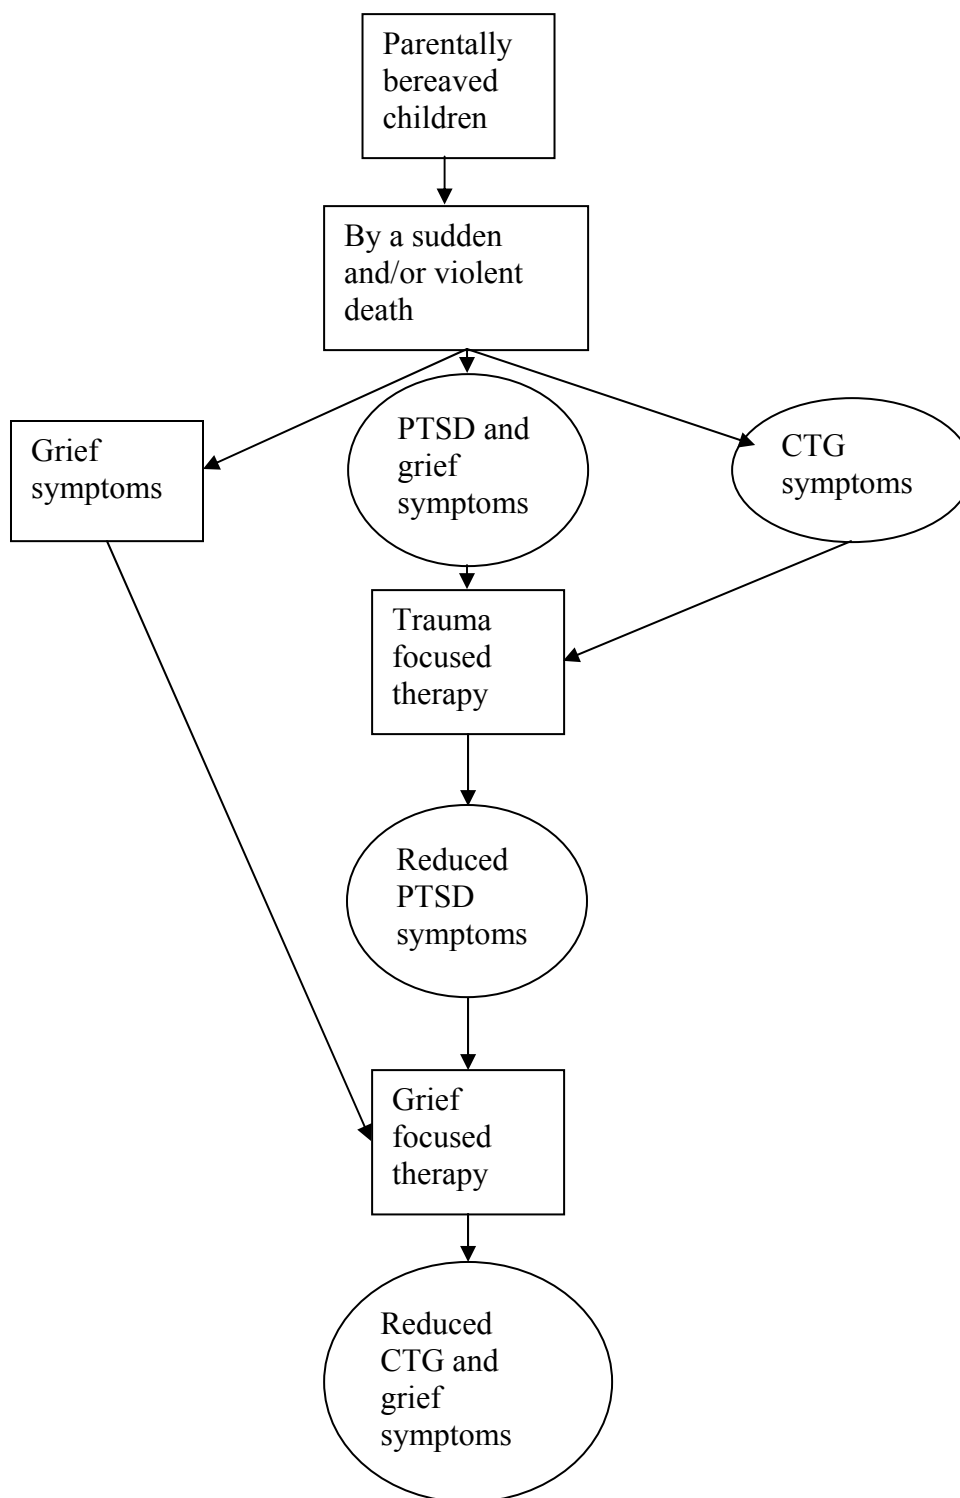 Parentally
bereaved
children
By a sudden
and/or violent
death
Grief
symptoms
PTSD and
grief
symptoms
CTG
symptoms
Trauma
focused
therapy
Reduced
PTSD
symptoms
Grief
focused
therapy
Reduced
CTG and
grief
symptoms